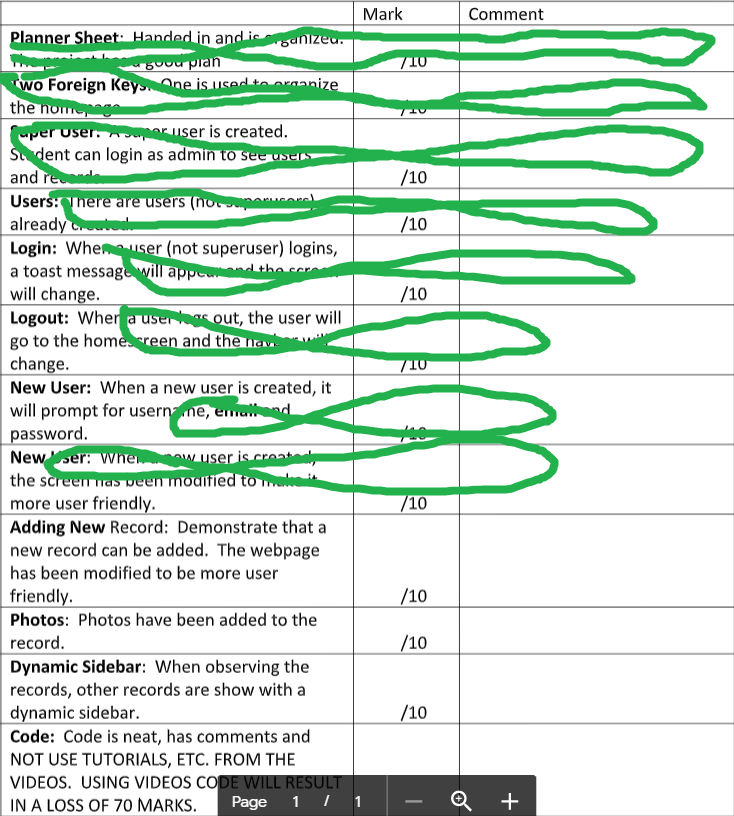 Mark Comment
Planner Sheet: Handed in and is organized.
The project has a good plan /10
Two Foreign Keys: One is used to organize
the homepage /10
Super User: A super user is created.
Student can login as admin to see users
and records /10
Users: There are users (not superusers)
already created. /10
Login: When a user (not superuser) logins,
a toast message will appear and the screen
will change. /10
Logout: When a user logs out, the user will
go to the homescreen and the navbar will
change. /10
New User: When a new user is created, it
will prompt for username, email and
password. /10
New User: When a new user is created,
the screen has been modified to make it
more user friendly. /10
Adding New Record: Demonstrate that a
new record can be added. The webpage
has been modified to be more user
friendly. /10
Photos: Photos have been added to the
record. /10
Dynamic Sidebar: When observing the
records, other records are show with a
dynamic sidebar. /10
Code: Code is neat, has comments and
NOT USE TUTORIALS, ETC. FROM THE
VIDEOS. USING VIDEOS CODE WILL RESULT
IN A LOSS OF 70 MARKS.
Page 1 / 1